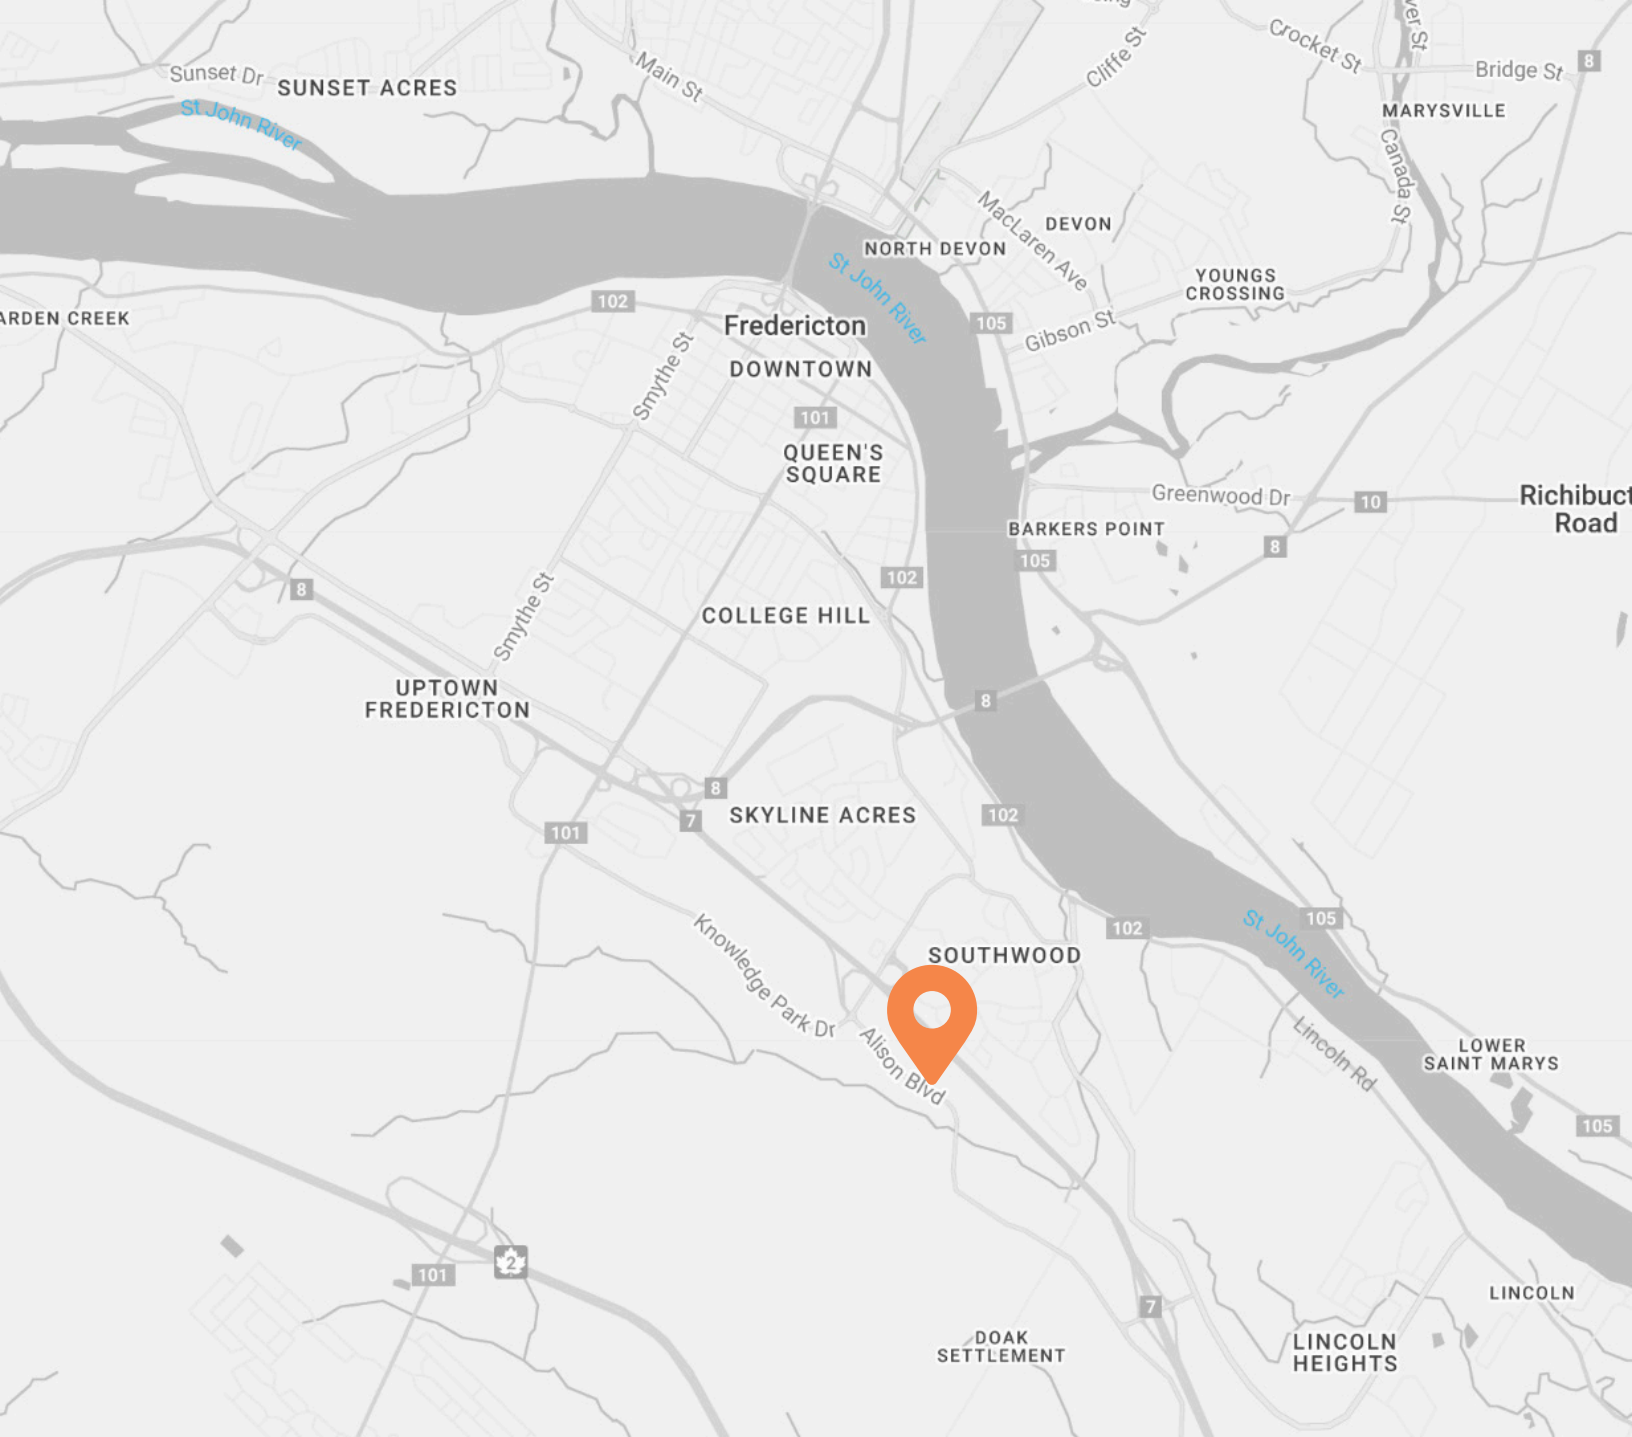 Main St
Cliffe St
Crocket St
Bridge St
8
Sunset Dr
SUNSET ACRES
St John River
MARYSVILLE
Canada St
MacLaren Ave
DEVON
NORTH DEVON
St John River
YOUNGS
CROSSING
102
ARDEN CREEK
Fredericton
105
Gibson St
Smythe St
DOWNTOWN
101
QUEEN'S
SQUARE
Greenwood Dr
10
Richibuct
Road
BARKERS POINT
8
105
102
8
Smythe St
COLLEGE HILL
UPTOWN
FREDERICTON
8
8
7
SKYLINE ACRES
102
101
Knowledge Park Dr
SOUTHWOOD
102
105
St John River
Alison Blvd
Lincoln Rd
LOWER
SAINT MARYS
105
2
101
7
LINCOLN
DOAK
SETTLEMENT
LINCOLN
HEIGHTS